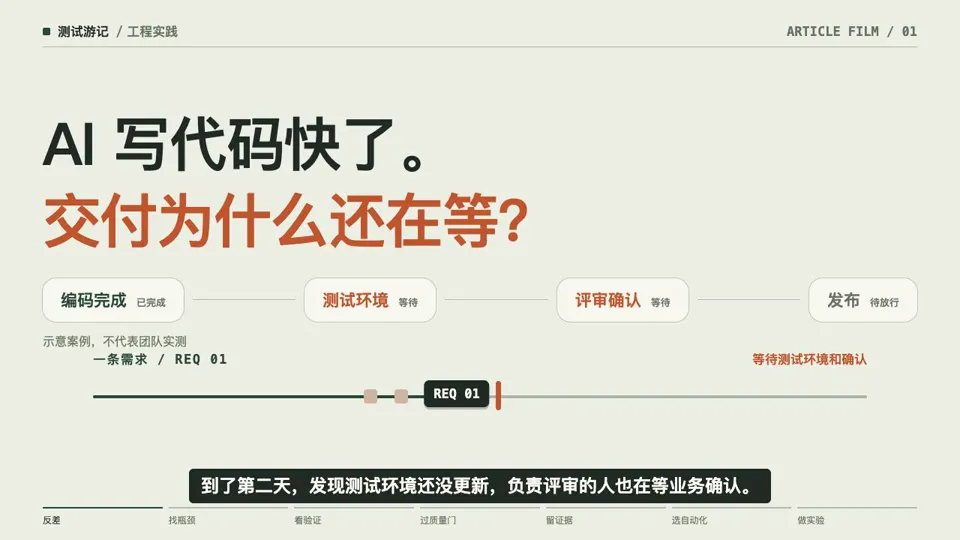 测试游记 / 工程实践
ARTICLE FILM / 01
AI 写代码快了。
交付为什么还在等?
编码完成 已完成
测试环境 等待
评审确认 等待
发布 待放行
示意案例，不代表团队实测
一条需求 / REQ 01
等待测试环境和确认
REQ 01
到了第二天，发现测试环境还没更新，负责评审的人也在等业务确认。
反差
找瓶颈
看验证
过质量门
留证据
选自动化
做实验